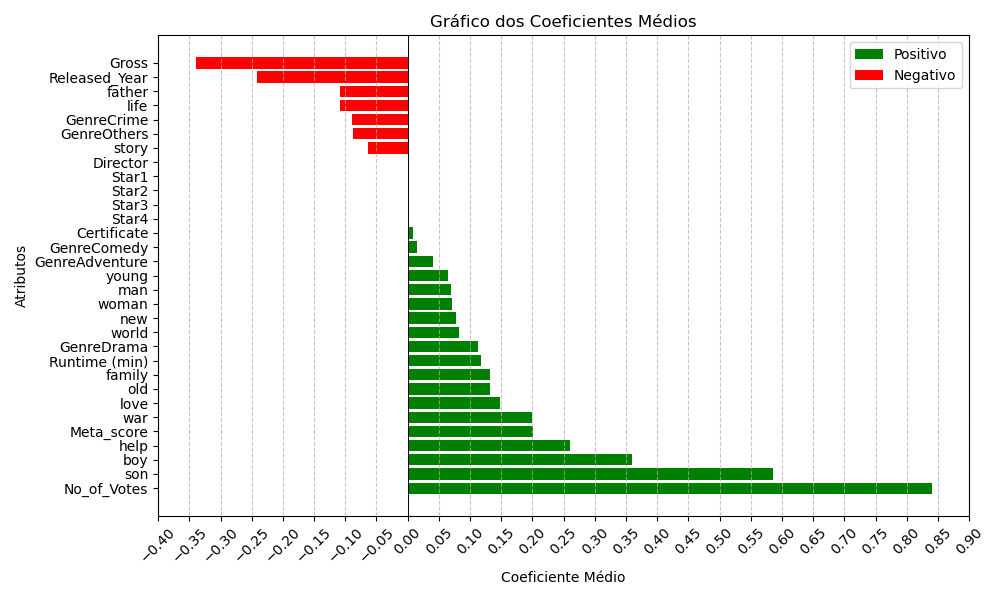 Gráfico dos Coeficientes Médios
Positivo
Negativo
Atributos
Gross
Released_Year
father
life
GenreCrime
GenreOthers
story
Director
Star1
Star2
Star3
Star4
Certificate
GenreComedy
GenreAdventure
young
man
woman
new
world
GenreDrama
Runtime (min)
family
old
love
war
Meta_score
help
boy
son
No_of_Votes
−0.40
−0.35
−0.30
−0.25
−0.20
−0.15
−0.10
−0.05
0.00
0.05
0.10
0.15
0.20
0.25
0.30
0.35
0.40
0.45
0.50
0.55
0.60
0.65
0.70
0.75
0.80
0.85
0.90
Coeficiente Médio